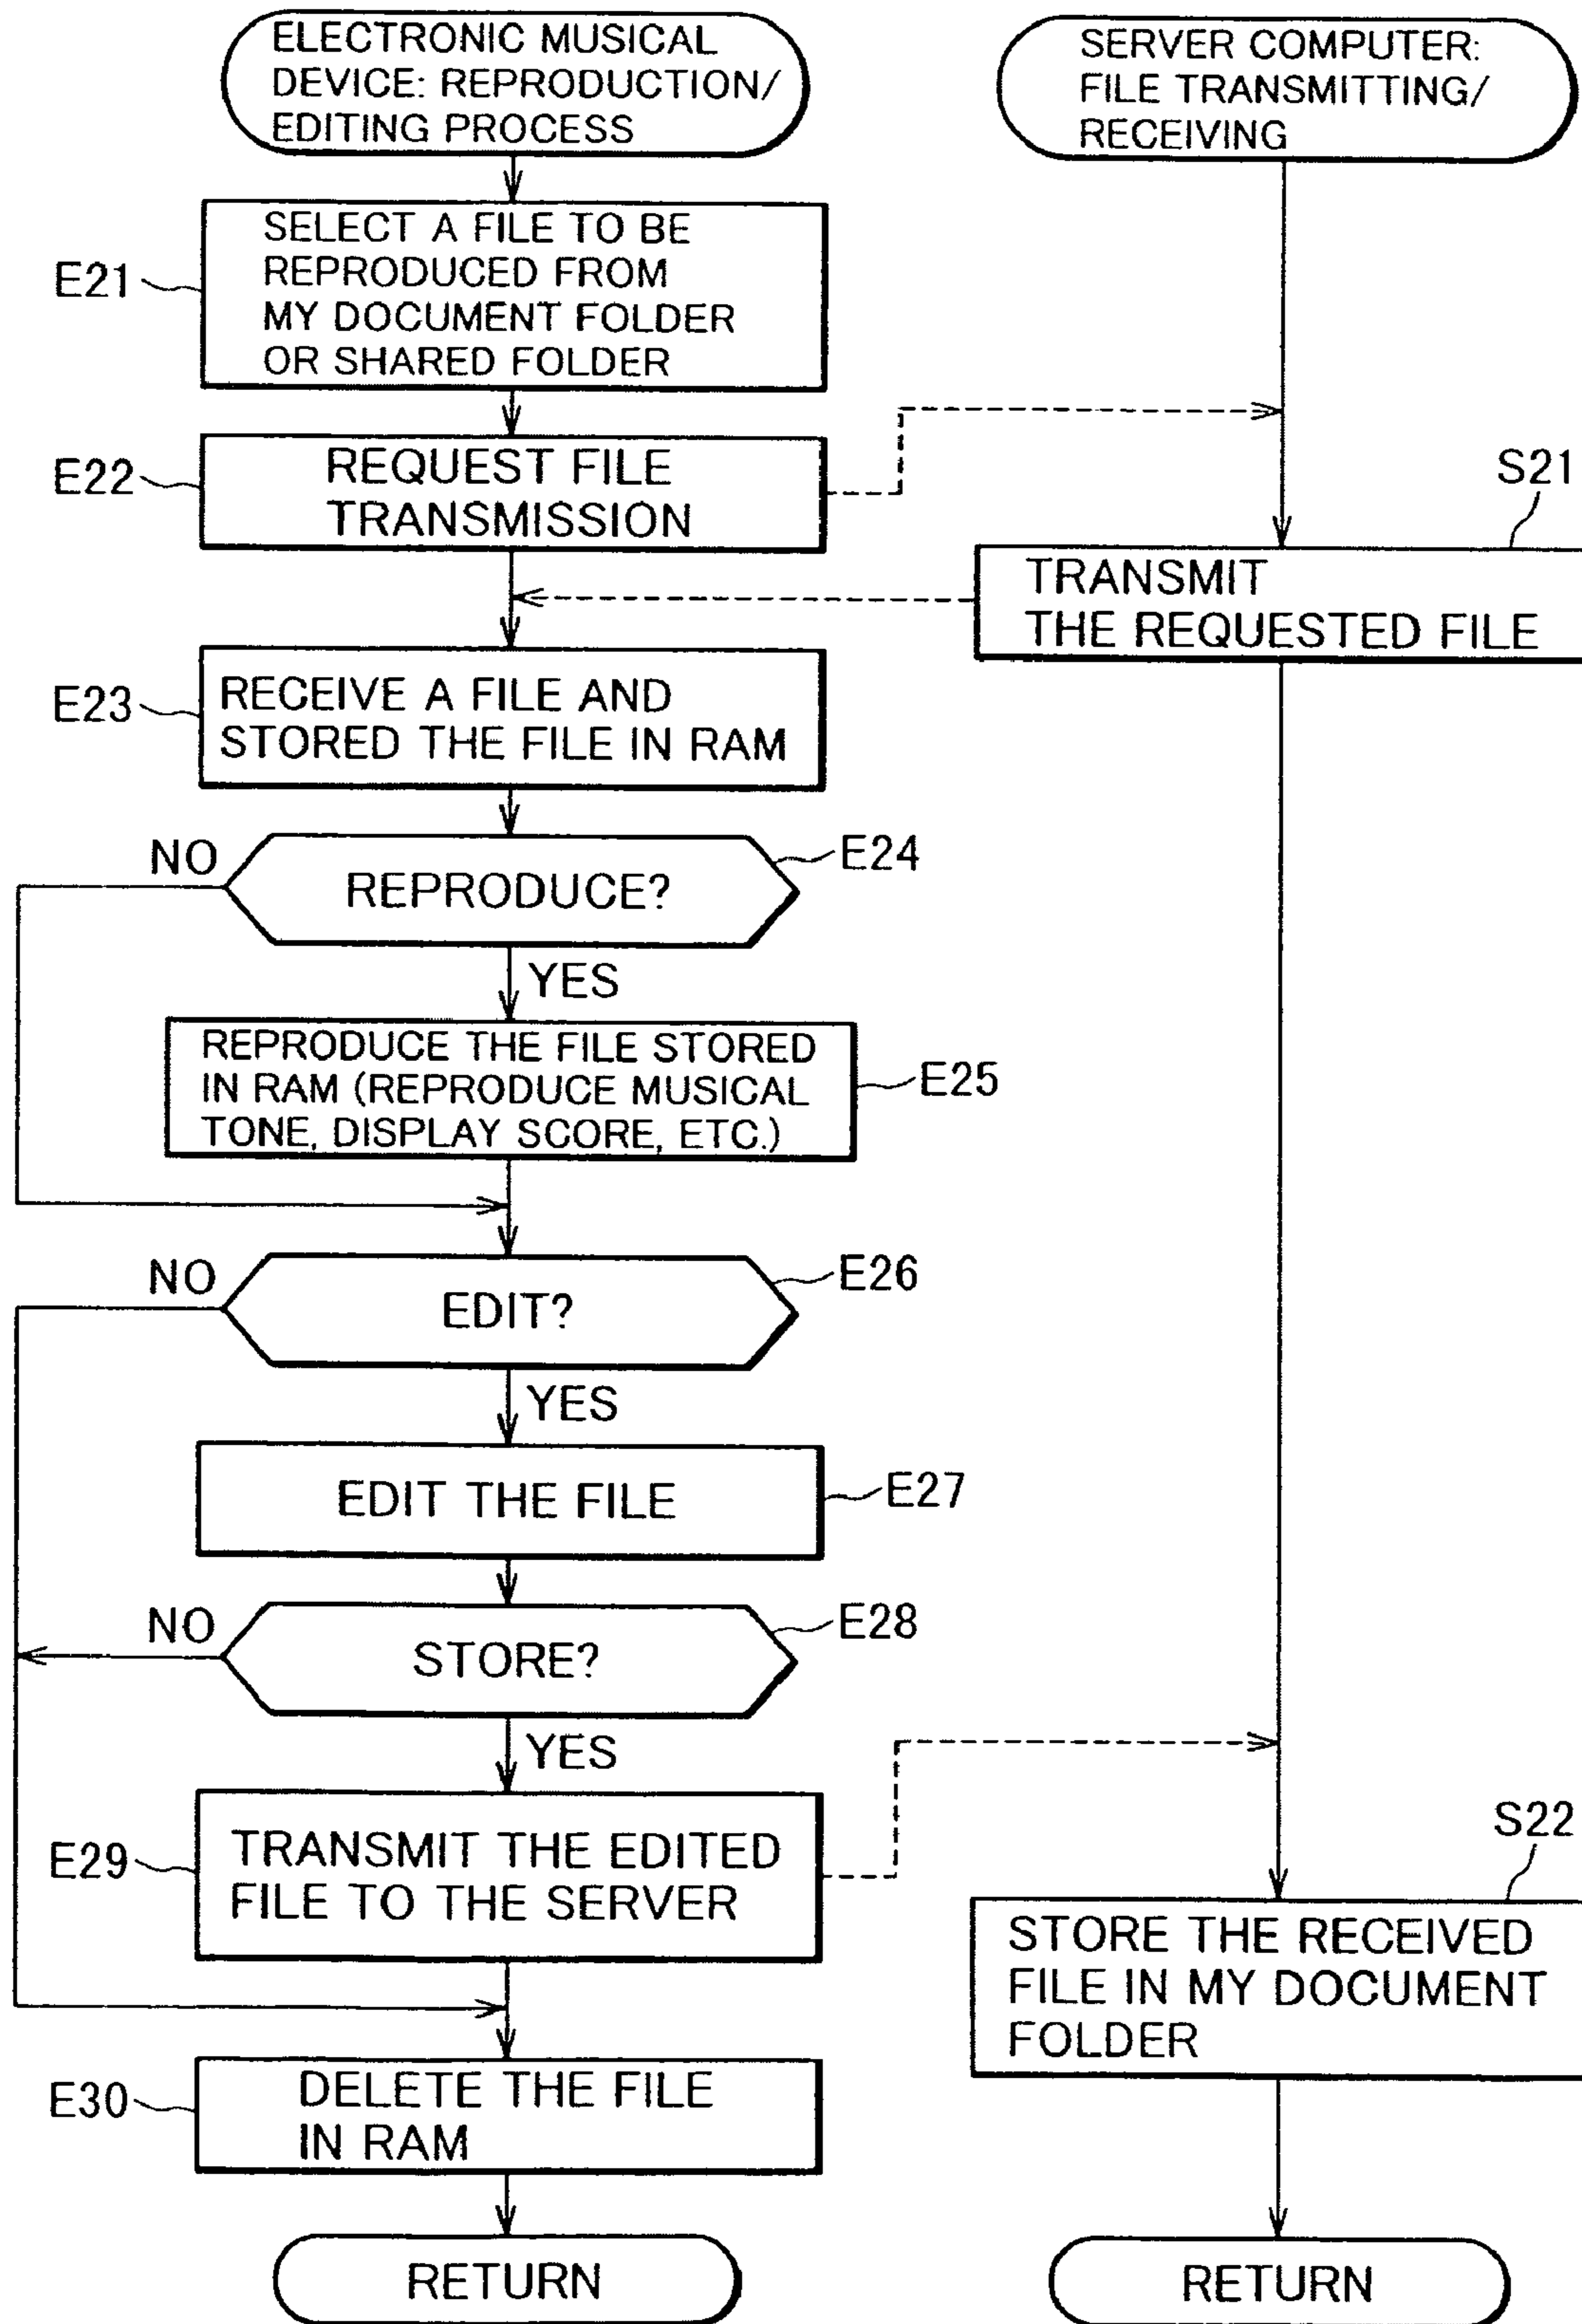 ELECTRONIC MUSICAL
DEVICE: REPRODUCTION/
EDITING PROCESS
E21
SELECT A FILE TO BE
REPRODUCED FROM
MY DOCUMENT FOLDER
OR SHARED FOLDER
E22
REQUEST FILE
TRANSMISSION
E23
RECEIVE A FILE AND
STORED THE FILE IN RAM
NO
E24
REPRODUCE?
YES
REPRODUCE THE FILE STORED
IN RAM (REPRODUCE MUSICAL
TONE, DISPLAY SCORE, ETC.)
E25
NO
E26
EDIT?
YES
EDIT THE FILE
E27
NO
E28
STORE?
YES
E29
TRANSMIT THE EDITED
FILE TO THE SERVER
E30
DELETE THE FILE
IN RAM
RETURN
SERVER COMPUTER:
FILE TRANSMITTING/
RECEIVING
S21
TRANSMIT
THE REQUESTED FILE
S22
STORE THE RECEIVED
FILE IN MY DOCUMENT
FOLDER
RETURN